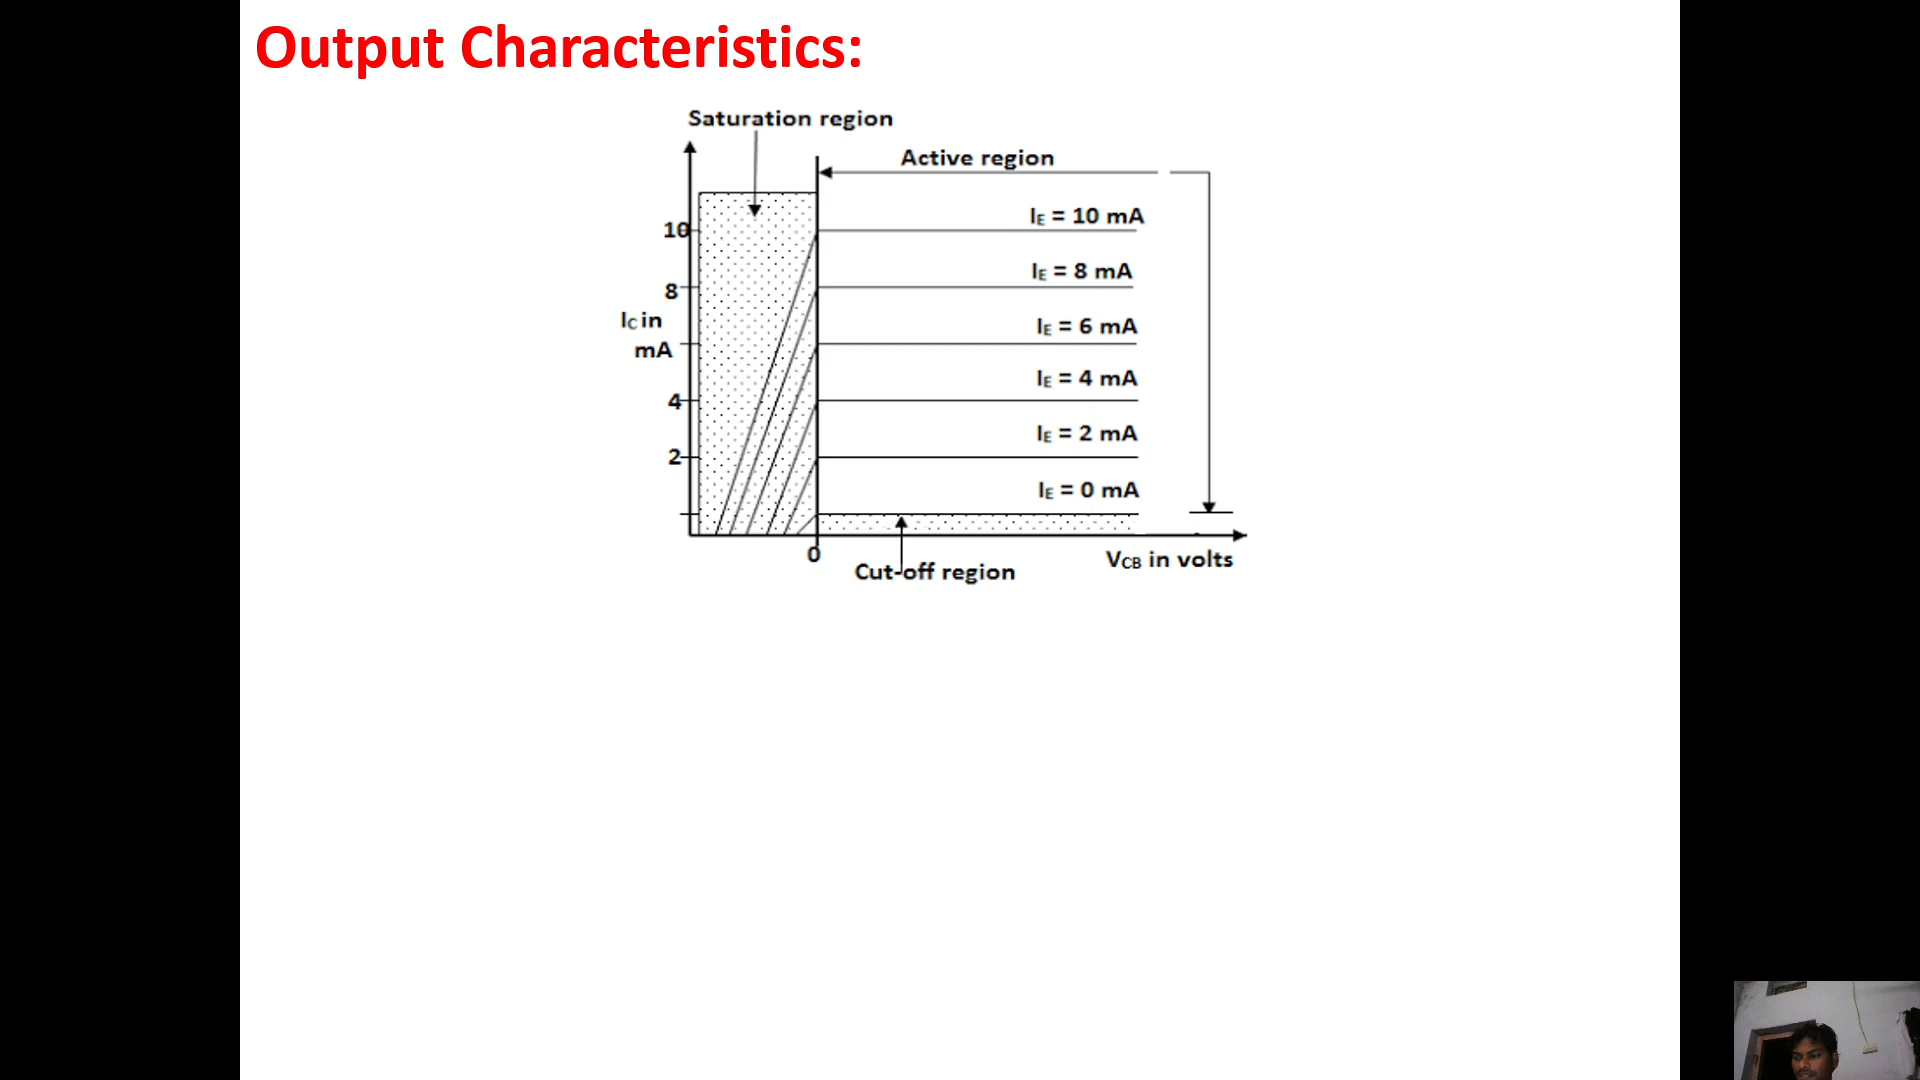 Output Characteristics:
Saturation region
Active region
IE = 10 mA
10
IE = 8 mA
8
IC in
mA
IE = 6 mA
IE = 4 mA
4
IE = 2 mA
2
IE = 0 mA
0
VCB in volts
Cut-off region